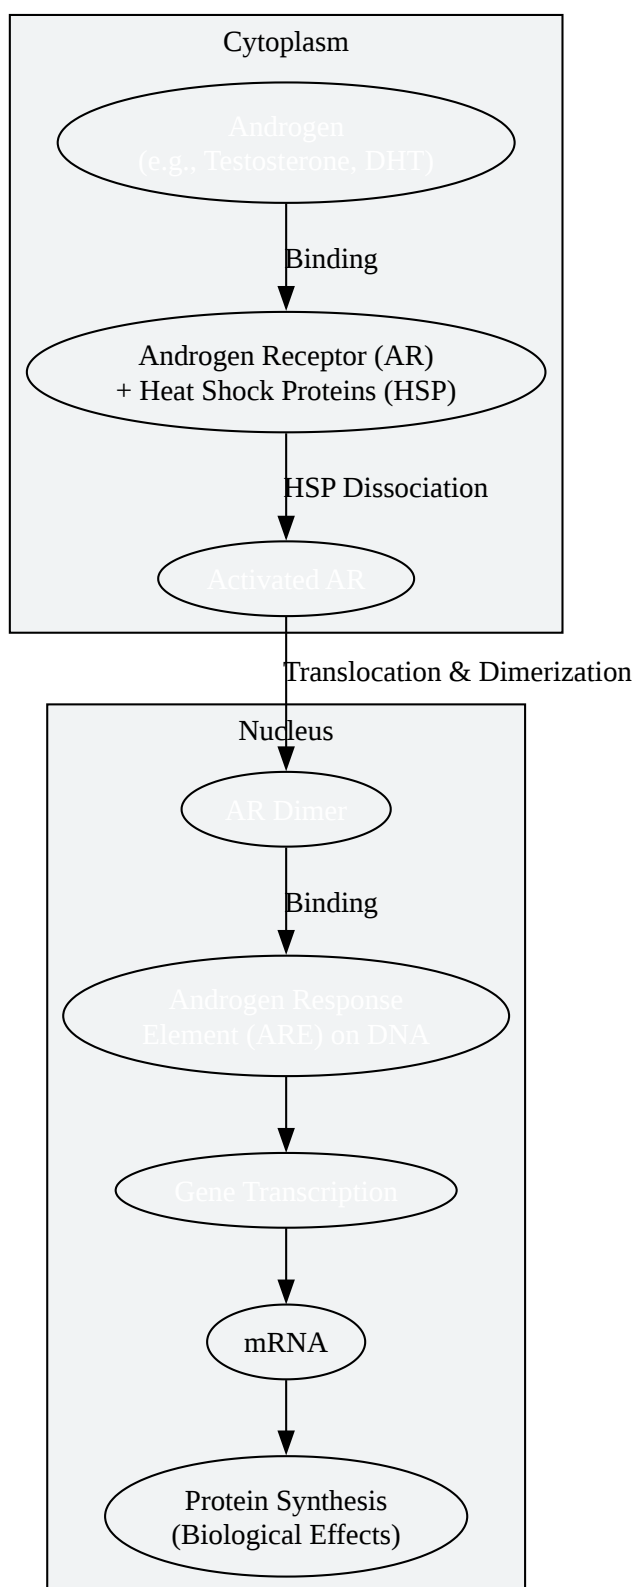 Cytoplasm
Androgen
(e.g., Testosterone, DHT)
Binding
Androgen Receptor (AR)
+ Heat Shock Proteins (HSP)
HSP Dissociation
Activated AR
Translocation & Dimerization
Nucleus
AR Dimer
Binding
Androgen Response
Element (ARE) on DNA
Gene Transcription
mRNA
Protein Synthesis
(Biological Effects)